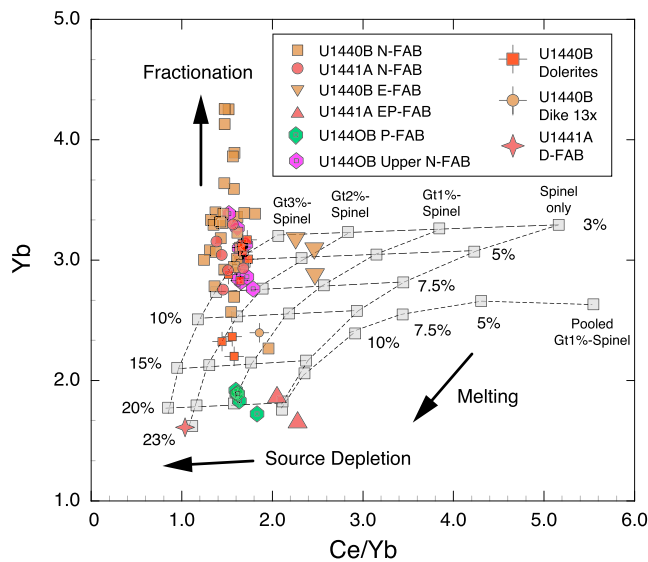 5.0
4.0
3.0
2.0
1.0
Yb
Fractionation
U1440B N-FAB
U1441A N-FAB
U1440B E-FAB
U1441A EP-FAB
U144OB P-FAB
U144OB Upper N-FAB
U1440B
Dolerites
U1440B
Dike 13x
U1441A
D-FAB
Gt3%-
Spinel
Gt2%-
Spinel
Gt1%-
Spinel
Spinel
only
3%
5%
7.5%
10%
15%
20%
23%
10%
7.5%
5%
Pooled
Gt1%-Spinel
Melting
Source Depletion
0
1.0
2.0
3.0
4.0
5.0
6.0
Ce/Yb